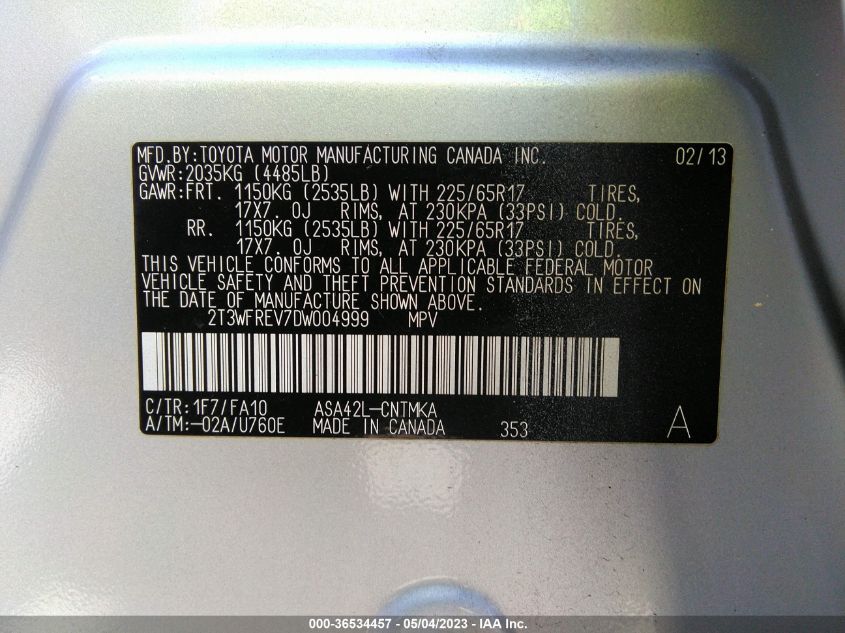 MFD.BY:TOYOTA MOTOR MANUFACTURING CANADA INC. 02/13
GVWR:2035KG (4485LB)
GAWR:FRT. 1150KG (2535LB) WITH 225/65R17 TIRES,
17X7.0J RIMS, AT 230KPA (33PSI) COLD.
RR. 1150KG (2535LB) WITH 225/65R17 TIRES,
17X7.0J RIMS, AT 230KPA (33PSI) COLD.
THIS VEHICLE CONFORMS TO ALL APPLICABLE FEDERAL MOTOR
VEHICLE SAFETY AND THEFT PREVENTION STANDARDS IN EFFECT ON
THE DATE OF MANUFACTURE SHOWN ABOVE.
2T3WFREV7DW004999 MPV
C/TR:1F7/FA10 ASA42L-CNTMKA
A/TM:-02A/U760E MADE IN CANADA 353 A
000-36534457 - 05/04/2023 - IAA Inc.